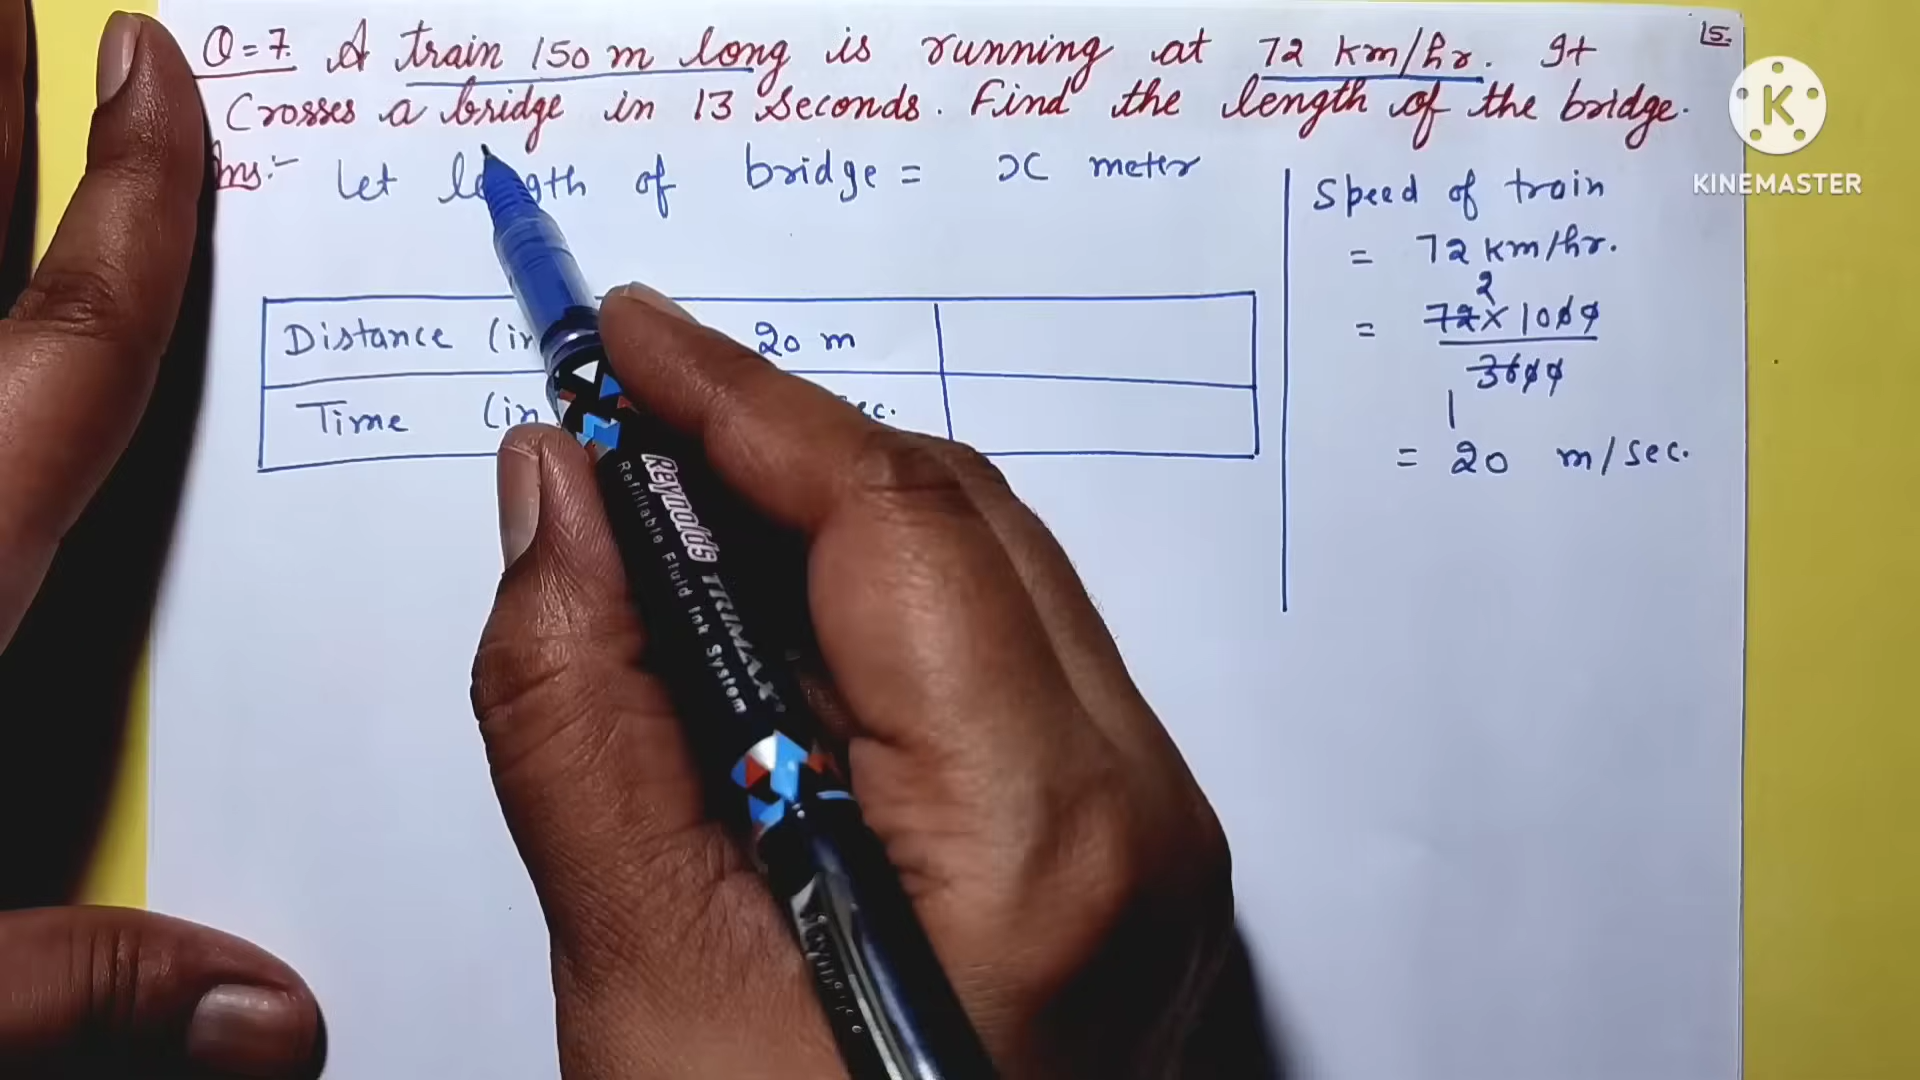 15.
Q=7. A train 150 m long is running at 72 km/hr. It
Crosses a bridge in 13 seconds. Find the length of the bridge.
Ans:- Let length of bridge = x meter
Speed of train
= 72 km/hr.
2
= 72 x 1000
3600
1
= 20 m/sec.
Distance (in 20 m
Time (in ec.
K
KINEMASTER
Reynolds TRIMAX
Refillable Fluid Ink System